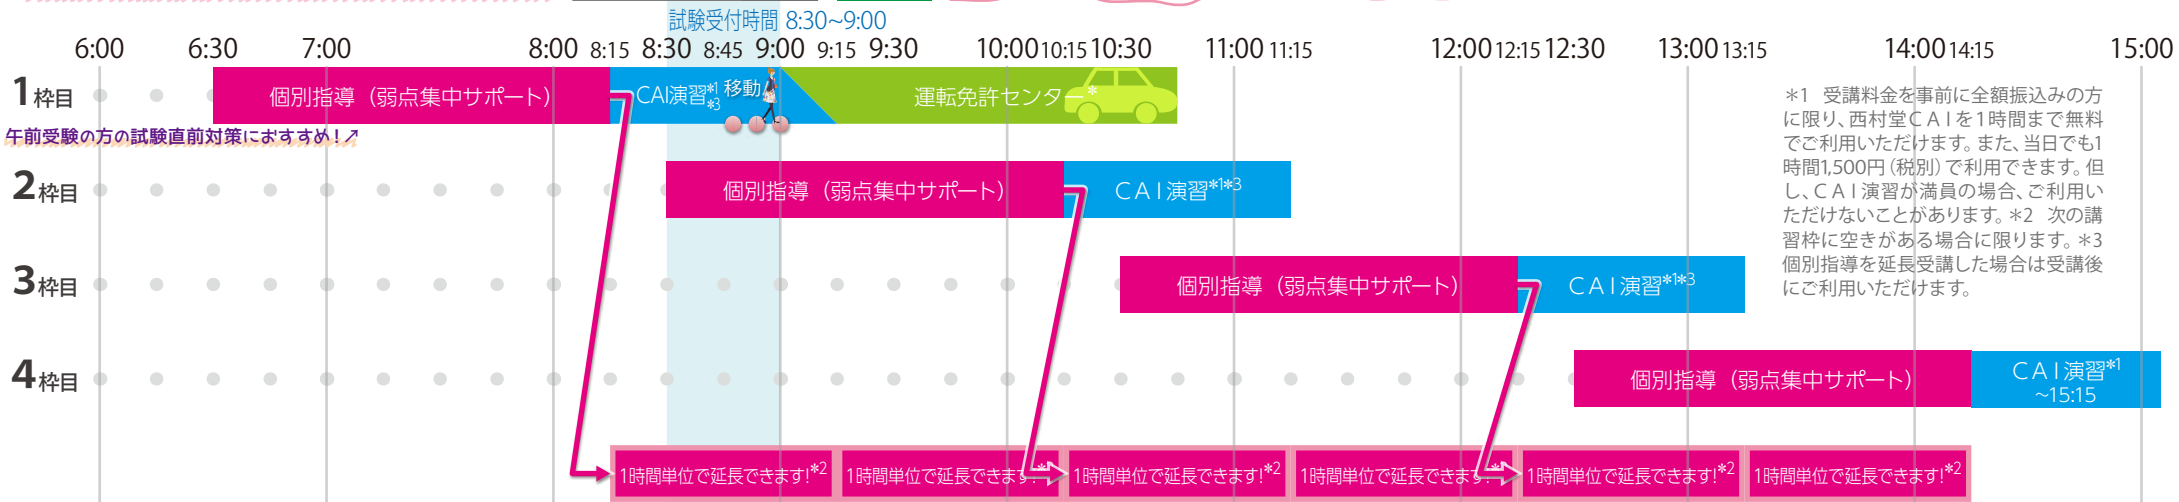 試験受付時間 8:30~9:00
6:00 6:30 7:00 8:00 8:15 8:30 8:45 9:00 9:15 9:30 10:00 10:15 10:30 11:00 11:15 12:00 12:15 12:30 13:00 13:15 14:00 14:15 15:00
1枠目 個別指導（弱点集中サポート） CAI演習*1*3 移動 運転免許センター*
午前受験の方の試験直前対策におすすめ！↗
2枠目 個別指導（弱点集中サポート） ＣＡＩ演習*1*3
3枠目 個別指導（弱点集中サポート） ＣＡＩ演習*1*3
4枠目 個別指導（弱点集中サポート） ＣＡＩ演習*1
~15:15
1時間単位で延長できます!*2 1時間単位で延長できます!*2 1時間単位で延長できます!*2 1時間単位で延長できます!*2 1時間単位で延長できます!*2 1時間単位で延長できます!*2
＊1 受講料金を事前に全額振込みの方
に限り、西村堂ＣＡＩを1時間まで無料
でご利用いただけます。また、当日でも1
時間1,500円（税別）で利用できます。但
し、ＣＡＩ演習が満員の場合、ご利用い
ただけないことがあります。＊2 次の講
習枠に空きがある場合に限ります。＊3
個別指導を延長受講した場合は受講後
にご利用いただけます。